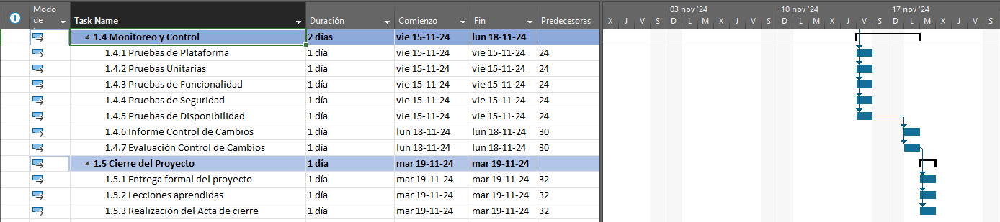 Modo de
Task Name
Duración
Comienzo
Fin
Predecesoras
03 nov '24
10 nov '24
17 nov '24
X J V S D L M X J V S D L M X J V S D L M X J V S
1.4 Monitoreo y Control 2 días vie 15-11-24 lun 18-11-24
1.4.1 Pruebas de Plataforma 1 día vie 15-11-24 vie 15-11-24 24
1.4.2 Pruebas Unitarias 1 día vie 15-11-24 vie 15-11-24 24
1.4.3 Pruebas de Funcionalidad 1 día vie 15-11-24 vie 15-11-24 24
1.4.4 Pruebas de Seguridad 1 día vie 15-11-24 vie 15-11-24 24
1.4.5 Pruebas de Disponibilidad 1 día vie 15-11-24 vie 15-11-24 24
1.4.6 Informe Control de Cambios 1 día lun 18-11-24 lun 18-11-24 30
1.4.7 Evaluación Control de Cambios 1 día lun 18-11-24 lun 18-11-24 30
1.5 Cierre del Proyecto 1 día mar 19-11-24 mar 19-11-24
1.5.1 Entrega formal del proyecto 1 día mar 19-11-24 mar 19-11-24 32
1.5.2 Lecciones aprendidas 1 día mar 19-11-24 mar 19-11-24 32
1.5.3 Realización del Acta de cierre 1 día mar 19-11-24 mar 19-11-24 32